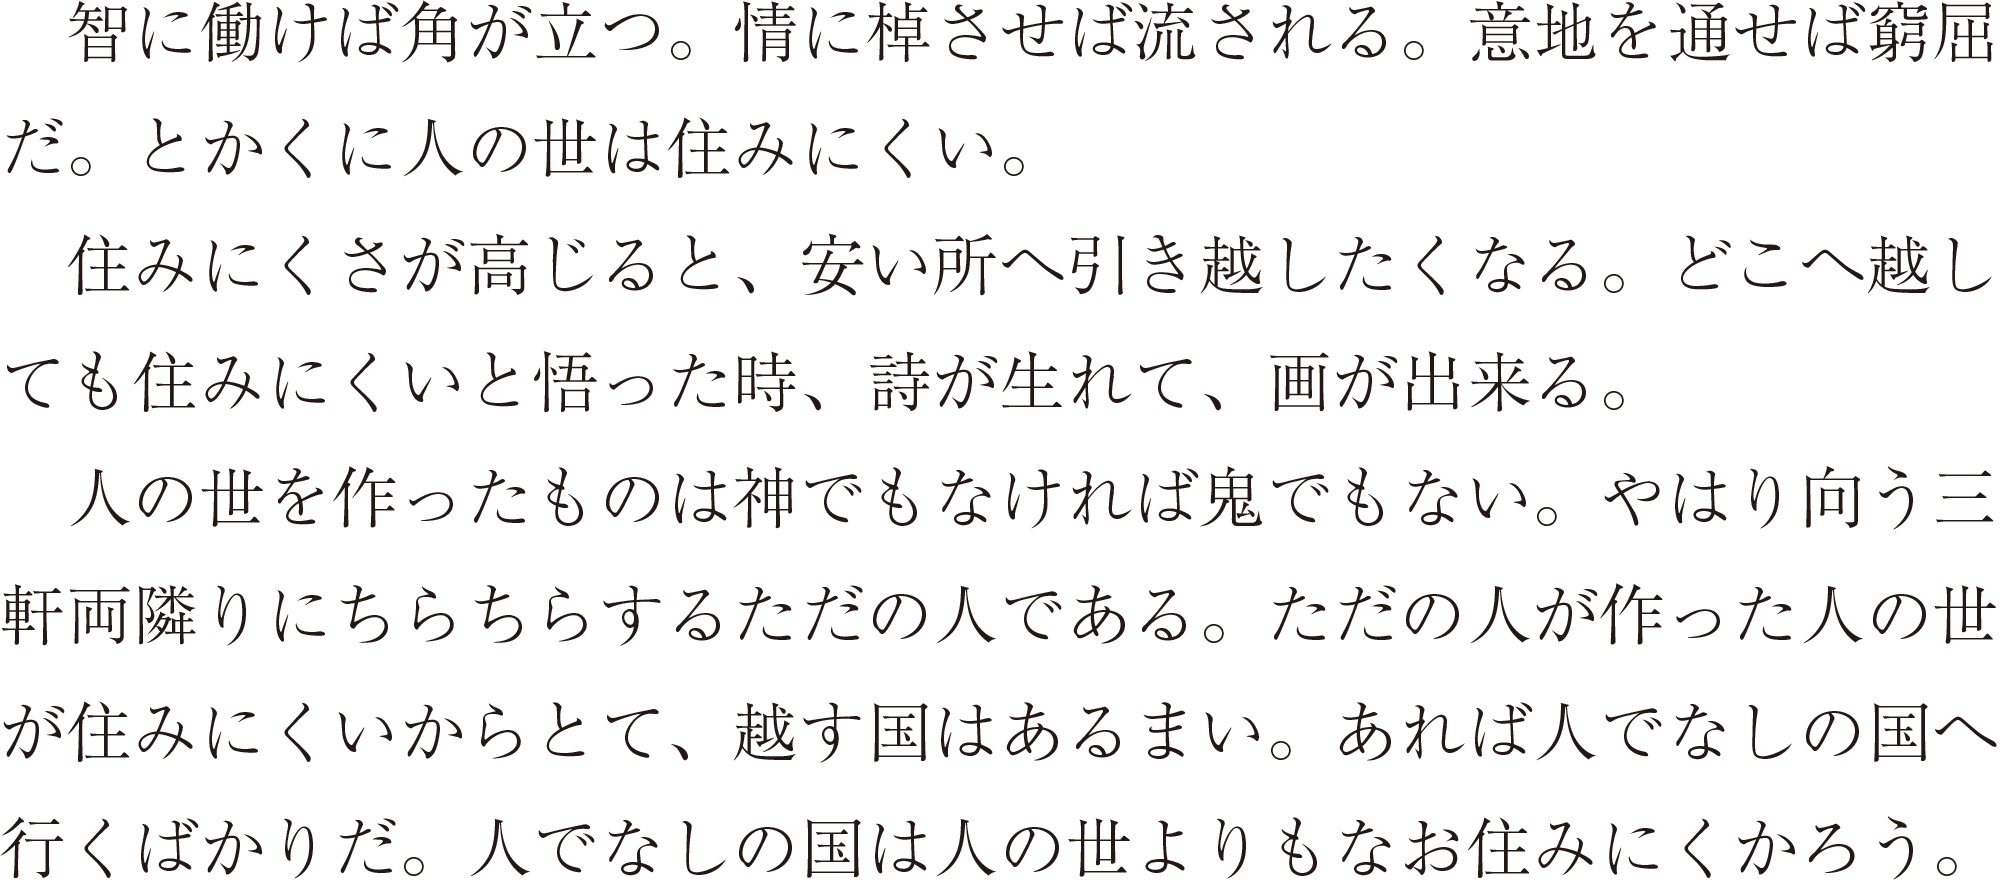 智に働けば角が立つ。情に棹させば流される。意地を通せば窮屈
だ。とかくに人の世は住みにくい。
　住みにくさが高じると、安い所へ引き越したくなる。どこへ越し
ても住みにくいと悟った時、詩が生れて、画が出来る。
　人の世を作ったものは神でもなければ鬼でもない。やはり向う三
軒両隣りにちらちらするただの人である。ただの人が作った人の世
が住みにくいからとて、越す国はあるまい。あれば人でなしの国へ
行くばかりだ。人でなしの国は人の世よりもなお住みにくかろう。